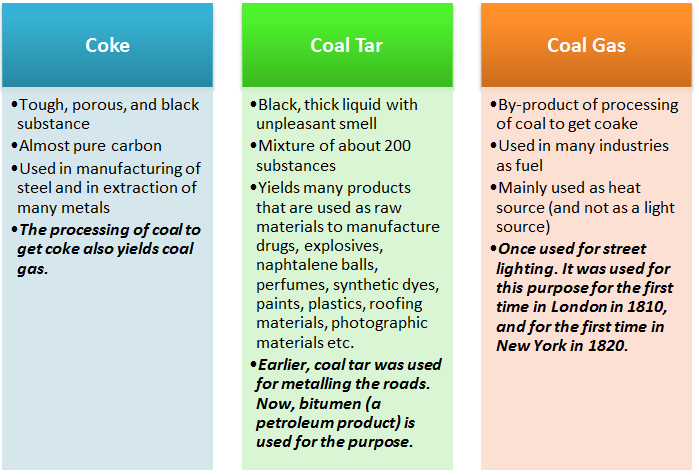 Coke
•Tough, porous, and black
substance
•Almost pure carbon
•Used in manufacturing of
steel and in extraction of
many metals
•The processing of coal to
get coke also yields coal
gas.
Coal Tar
•Black, thick liquid with
unpleasant smell
•Mixture of about 200
substances
•Yields many products
that are used as raw
materials to manufacture
drugs, explosives,
naphtalene balls,
perfumes, synthetic dyes,
paints, plastics, roofing
materials, photographic
materials etc.
•Earlier, coal tar was used
for metalling the roads.
Now, bitumen (a
petroleum product) is
used for the purpose.
Coal Gas
•By-product of processing
of coal to get coake
•Used in many industries
as fuel
•Mainly used as heat
source (and not as a light
source)
•Once used for street
lighting. It was used for
this purpose for the first
time in London in 1810,
and for the first time in
New York in 1820.